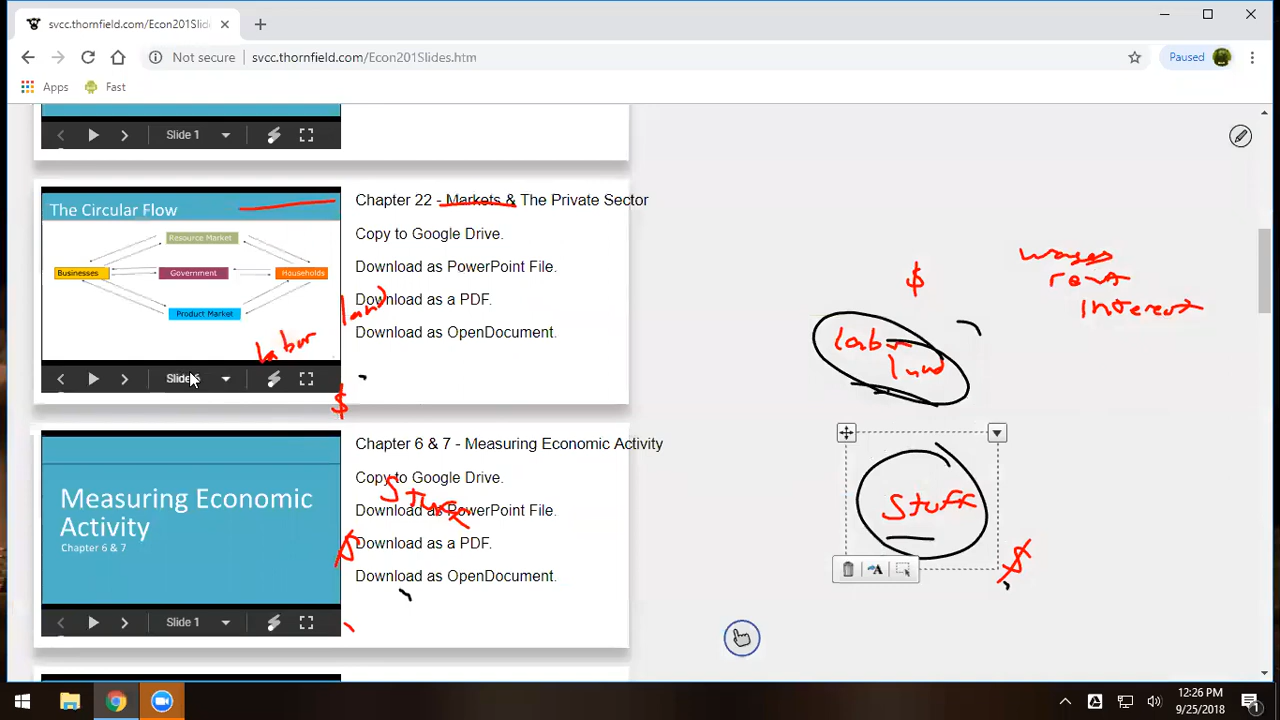 svcc.thornfield.com/Econ201Slid
Not secure svcc.thornfield.com/Econ201Slides.htm Paused
Apps Fast
Slide 1
The Circular Flow
Resource Market
Businesses Government Households
Product Market
Chapter 22 - Markets & The Private Sector
Copy to Google Drive.
Download as PowerPoint File.
Download as a PDF.
Download as OpenDocument.
land
labor
$
wages
rent
interest
$
labor
land
Measuring Economic
Activity
Chapter 6 & 7
Slide 1
Chapter 6 & 7 - Measuring Economic Activity
Copy to Google Drive.
Download as PowerPoint File.
Download as a PDF.
Download as OpenDocument.
Stuff
$
Stuff
$
12:26 PM
9/25/2018
1